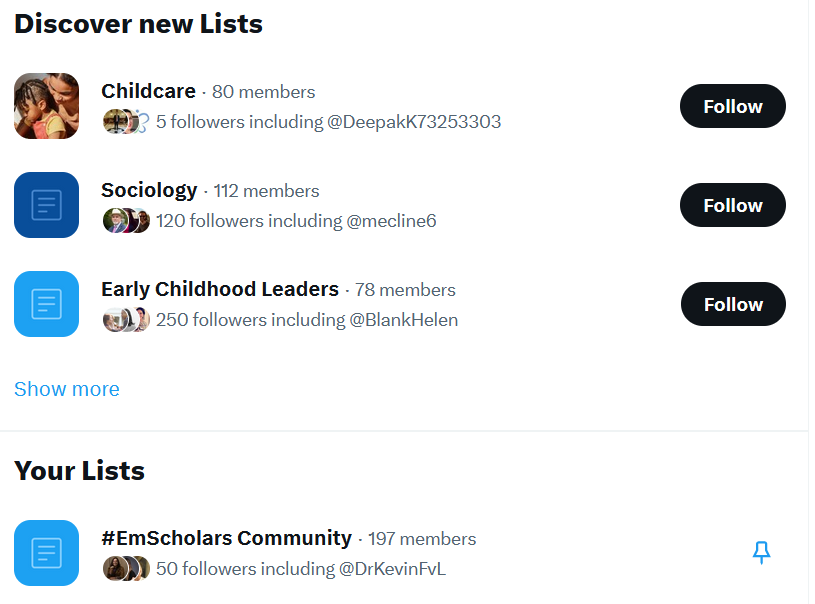 Discover new Lists
Childcare · 80 members
5 followers including @DeepakK73253303
Follow
Sociology · 112 members
120 followers including @mecline6
Follow
Early Childhood Leaders · 78 members
250 followers including @BlankHelen
Follow
Show more
Your Lists
#EmScholars Community · 197 members
50 followers including @DrKevinFvL